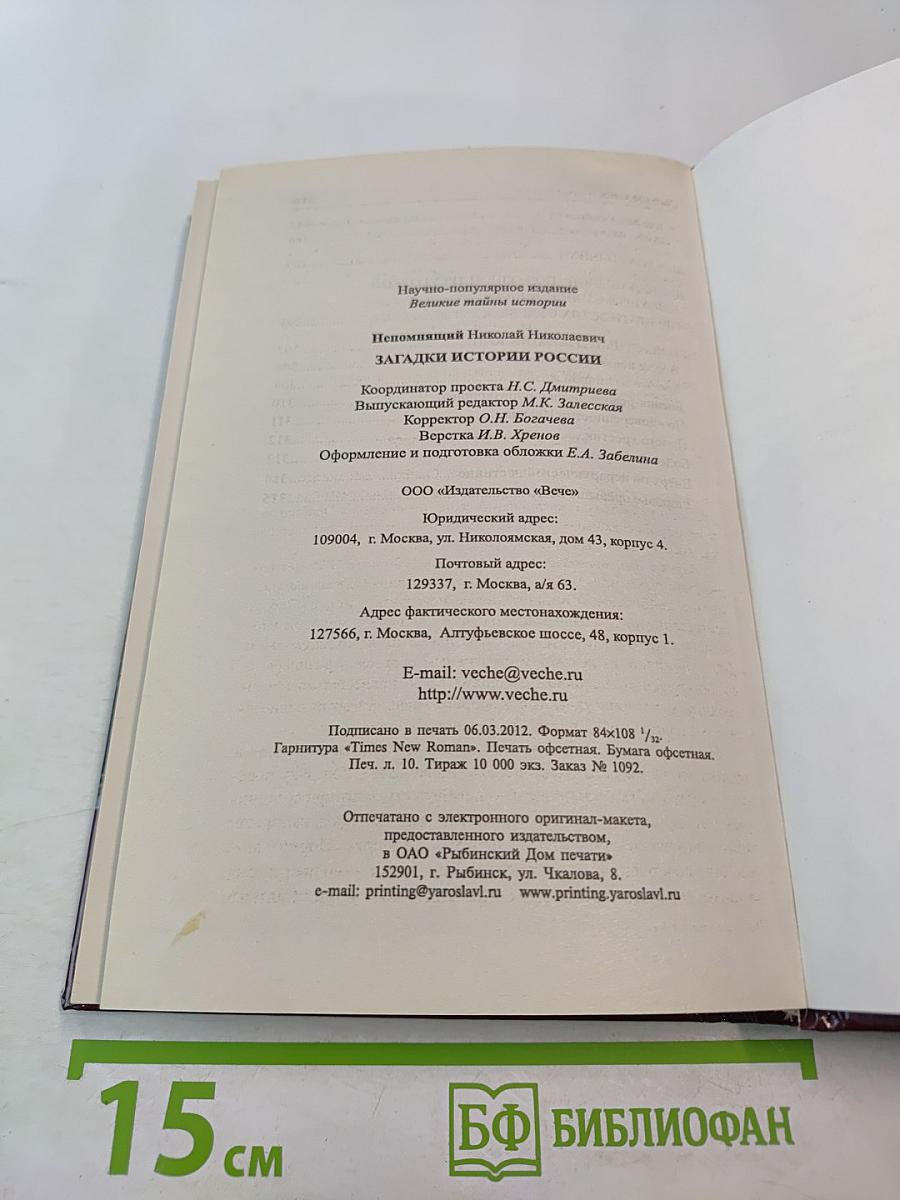 Научно-популярное издание
Великие тайны истории
Непомнящий Николай Николаевич
ЗАГАДКИ ИСТОРИИ РОССИИ
Координатор проекта Н.С. Дмитриева
Выпускающий редактор М.К. Залесская
Корректор О.Н. Богачева
Верстка И.В. Хренов
Оформление и подготовка обложки Е.А. Забелина
ООО «Издательство «Вече»
Юридический адрес:
109004, г. Москва, ул. Николоямская, дом 43, корпус 4.
Почтовый адрес:
129337, г. Москва, а/я 63.
Адрес фактического местонахождения:
127566, г. Москва, Алтуфьевское шоссе, 48, корпус 1.
E-mail: veche@veche.ru
http://www.veche.ru
Подписано в печать 06.03.2012. Формат 84×108 1/32.
Гарнитура «Times New Roman». Печать офсетная. Бумага офсетная.
Печ. л. 10. Тираж 10 000 экз. Заказ № 1092.
Отпечатано с электронного оригинал-макета,
предоставленного издательством,
в ОАО «Рыбинский Дом печати»
152901, г. Рыбинск, ул. Чкалова, 8.
e-mail: printing@yaroslavl.ru www.printing.yaroslavl.ru
15 см
БФ БИБЛИОФАН